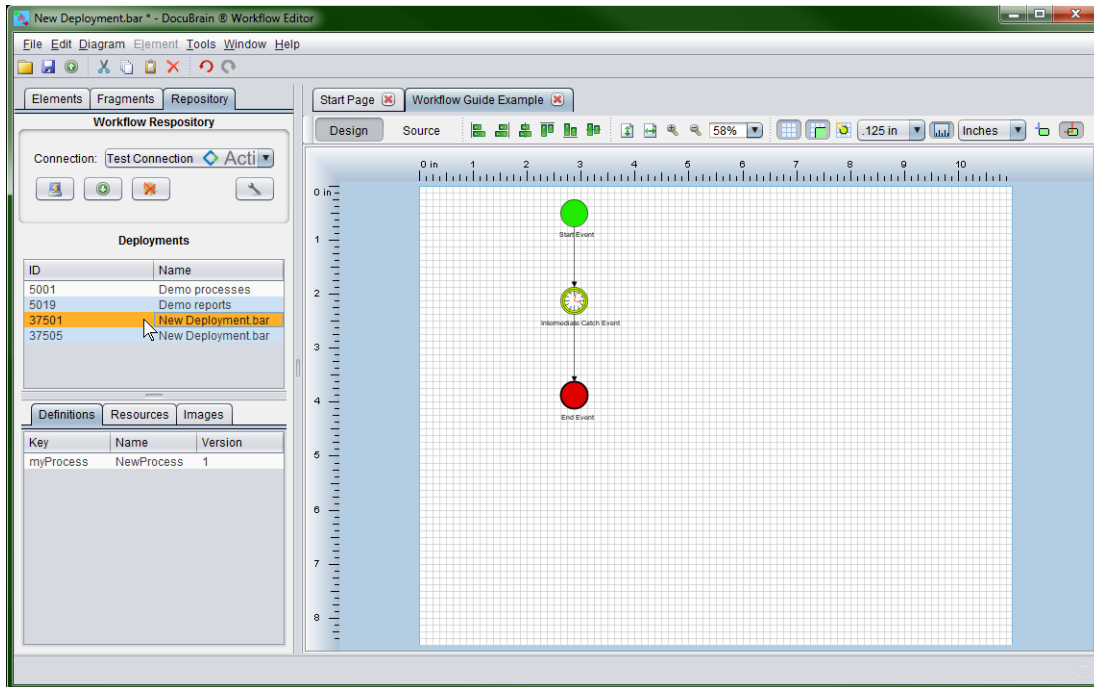 New Deployment.bar * - DocuBrain ® Workflow Editor
File Edit Diagram Element Tools Window Help
Elements Fragments Repository
Workflow Respository
Connection: Test Connection Acti
Deployments
ID Name
5001 Demo processes
5019 Demo reports
37501 New Deployment.bar
37505 New Deployment.bar
Definitions Resources Images
Key Name Version
myProcess NewProcess 1
Start Page Workflow Guide Example
Design Source 58% .125 in Inches
0 in 1 2 3 4 5 6 7 8 9 10
0 in
1
2
3
4
5
6
7
8
Start Event
Intermediate Catch Event
End Event